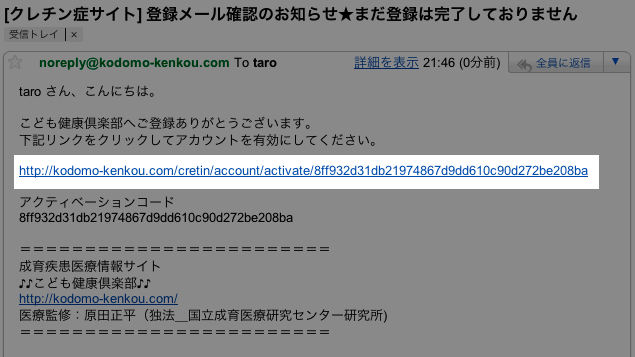 [クレチン症サイト] 登録メール確認のお知らせ★まだ登録は完了しておりません
受信トレイ | ×
noreply@kodomo-kenkou.com To taro 詳細を表示 21:46 (0分前) 全員に返信 ▼
taro さん、こんにちは。
こども健康倶楽部へご登録ありがとうございます。
下記リンクをクリックしてアカウントを有効にしてください。
http://kodomo-kenkou.com/cretin/account/activate/8ff932d31db21974867d9dd610c90d272be208ba
アクティベーションコード
8ff932d31db21974867d9dd610c90d272be208ba
＝＝＝＝＝＝＝＝＝＝＝＝＝＝＝＝＝＝＝＝＝＝＝＝
成育疾患医療情報サイト
♪♪こども健康倶楽部♪♪
http://kodomo-kenkou.com/
医療監修：原田正平（独法__国立成育医療研究センター研究所)
＝＝＝＝＝＝＝＝＝＝＝＝＝＝＝＝＝＝＝＝＝＝＝＝